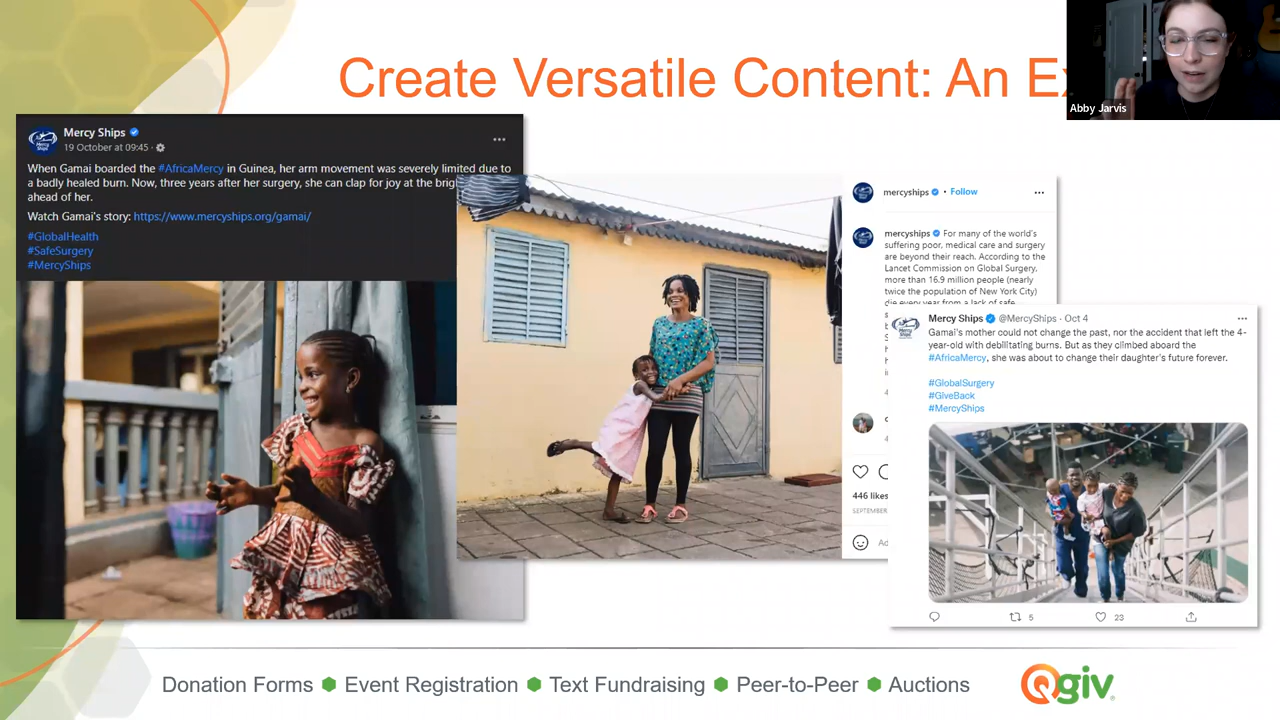 Create Versatile Content: An
Abby Jarvis
Mercy Ships
19 October at 09:45 ·
When Gamai boarded the #AfricaMercy in Guinea, her arm movement was severely limited due to
a badly healed burn. Now, three years after her surgery, she can clap for joy at the
ahead of her.
Watch Gamai's story: https://www.mercyships.org/gamai/
#GlobalHealth
#SafeSurgery
#MercyShips
mercyships • Follow
mercyships For many of the world's
suffering poor, medical care and surgery
are beyond their reach. According to the
Lancet Commission on Global Surgery,
more than 16.9 million people (nearly
twice the population of New York City)
die every year from a lack of safe
446 likes
SEPTEMBER
Mercy Ships @MercyShips · Oct 4
Gamai's mother could not change the past, nor the accident that left the 4-
year-old with debilitating burns. But as they climbed aboard the
#AfricaMercy, she was about to change their daughter's future forever.
#GlobalSurgery
#GiveBack
#MercyShips
5 23
Donation Forms Event Registration Text Fundraising Peer-to-Peer Auctions
Qgiv